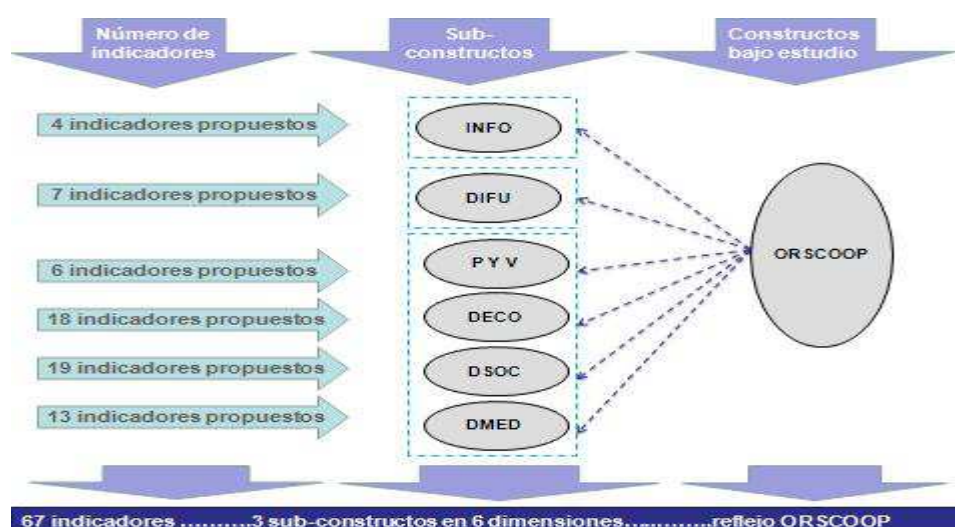 Número de
indicadores
Sub-
constructos
Constructos
bajo estudio
4 indicadores propuestos
INFO
7 indicadores propuestos
DIFU
6 indicadores propuestos
P Y V
ORSCOOP
18 indicadores propuestos
DECO
19 indicadores propuestos
DSOC
13 indicadores propuestos
DMED
67 indicadores ..........3 sub-constructos en 6 dimensiones.............reflejo ORSCOOP